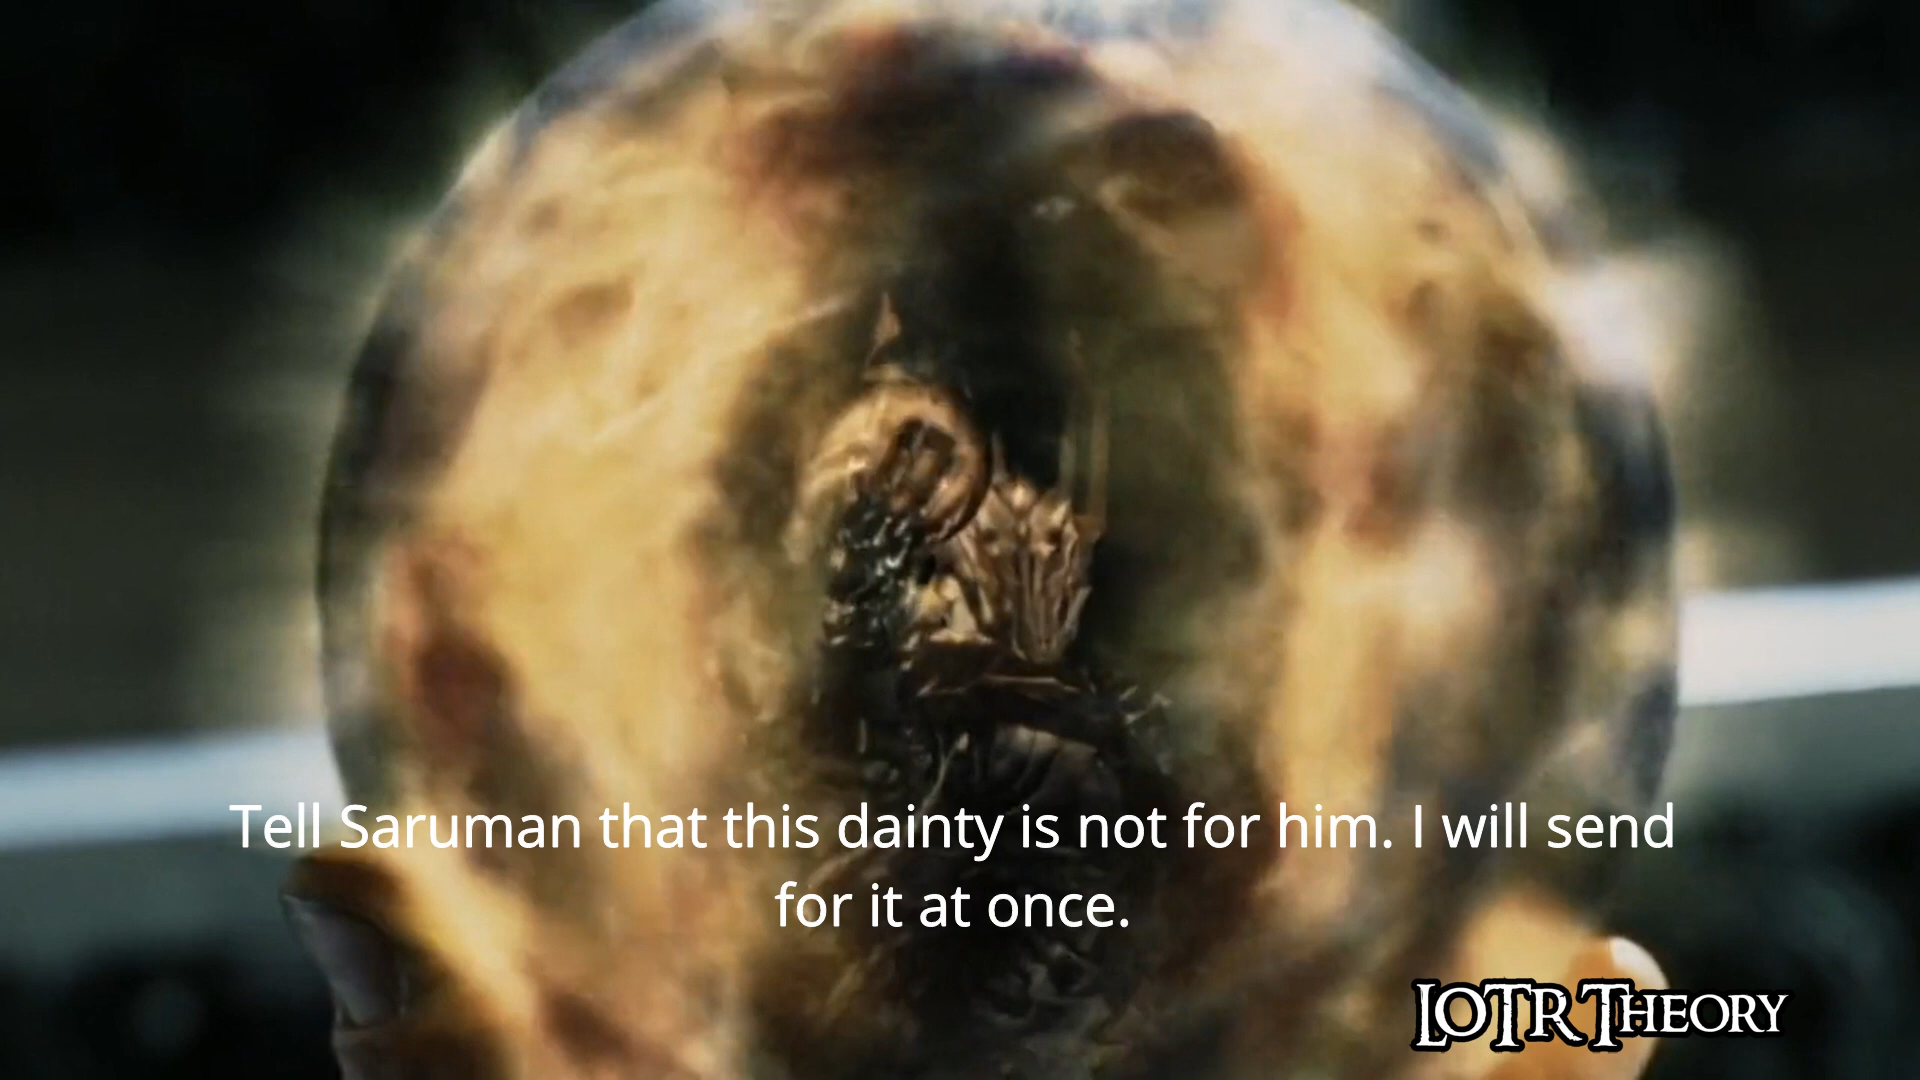 Tell Saruman that this dainty is not for him. I will send
for it at once.
LOTR THEORY